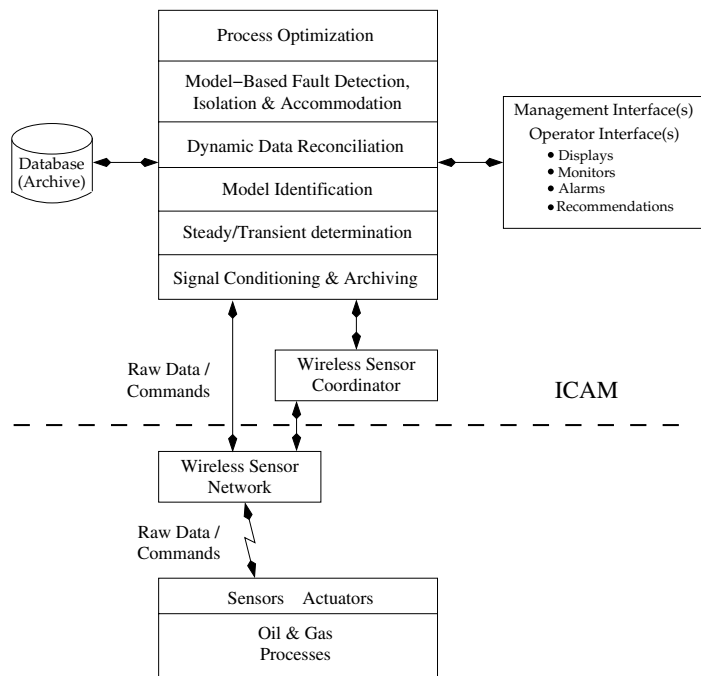 Process Optimization
Model−Based Fault Detection,
Isolation & Accommodation
Dynamic Data Reconciliation
Model Identification
Steady/Transient determination
Signal Conditioning & Archiving
Database
(Archive)
Management Interface(s)
Operator Interface(s)
• Displays
• Monitors
• Alarms
• Recommendations
Raw Data /
Commands
Wireless Sensor
Coordinator
ICAM
Wireless Sensor
Network
Raw Data /
Commands
Sensors Actuators
Oil & Gas
Processes